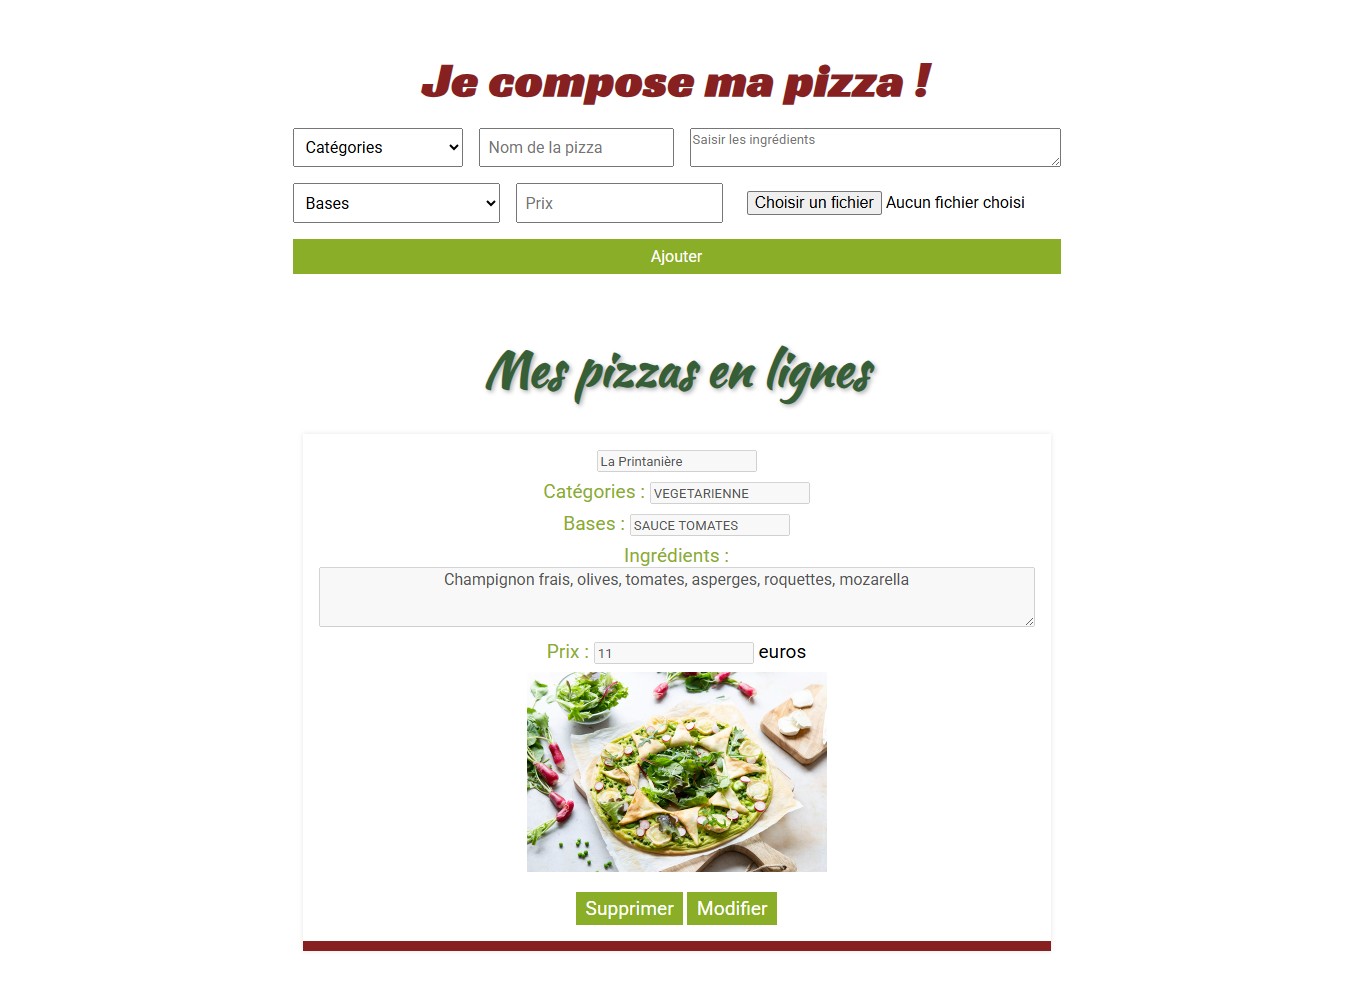 Je compose ma pizza !
Catégories Nom de la pizza Saisir les ingrédients
Bases Prix Choisir un fichier Aucun fichier choisi
Ajouter
Mes pizzas en lignes
La Printanière
Catégories : VEGETARIENNE
Bases : SAUCE TOMATES
Ingrédients :
Champignon frais, olives, tomates, asperges, roquettes, mozarella
Prix : 11 euros
Supprimer Modifier